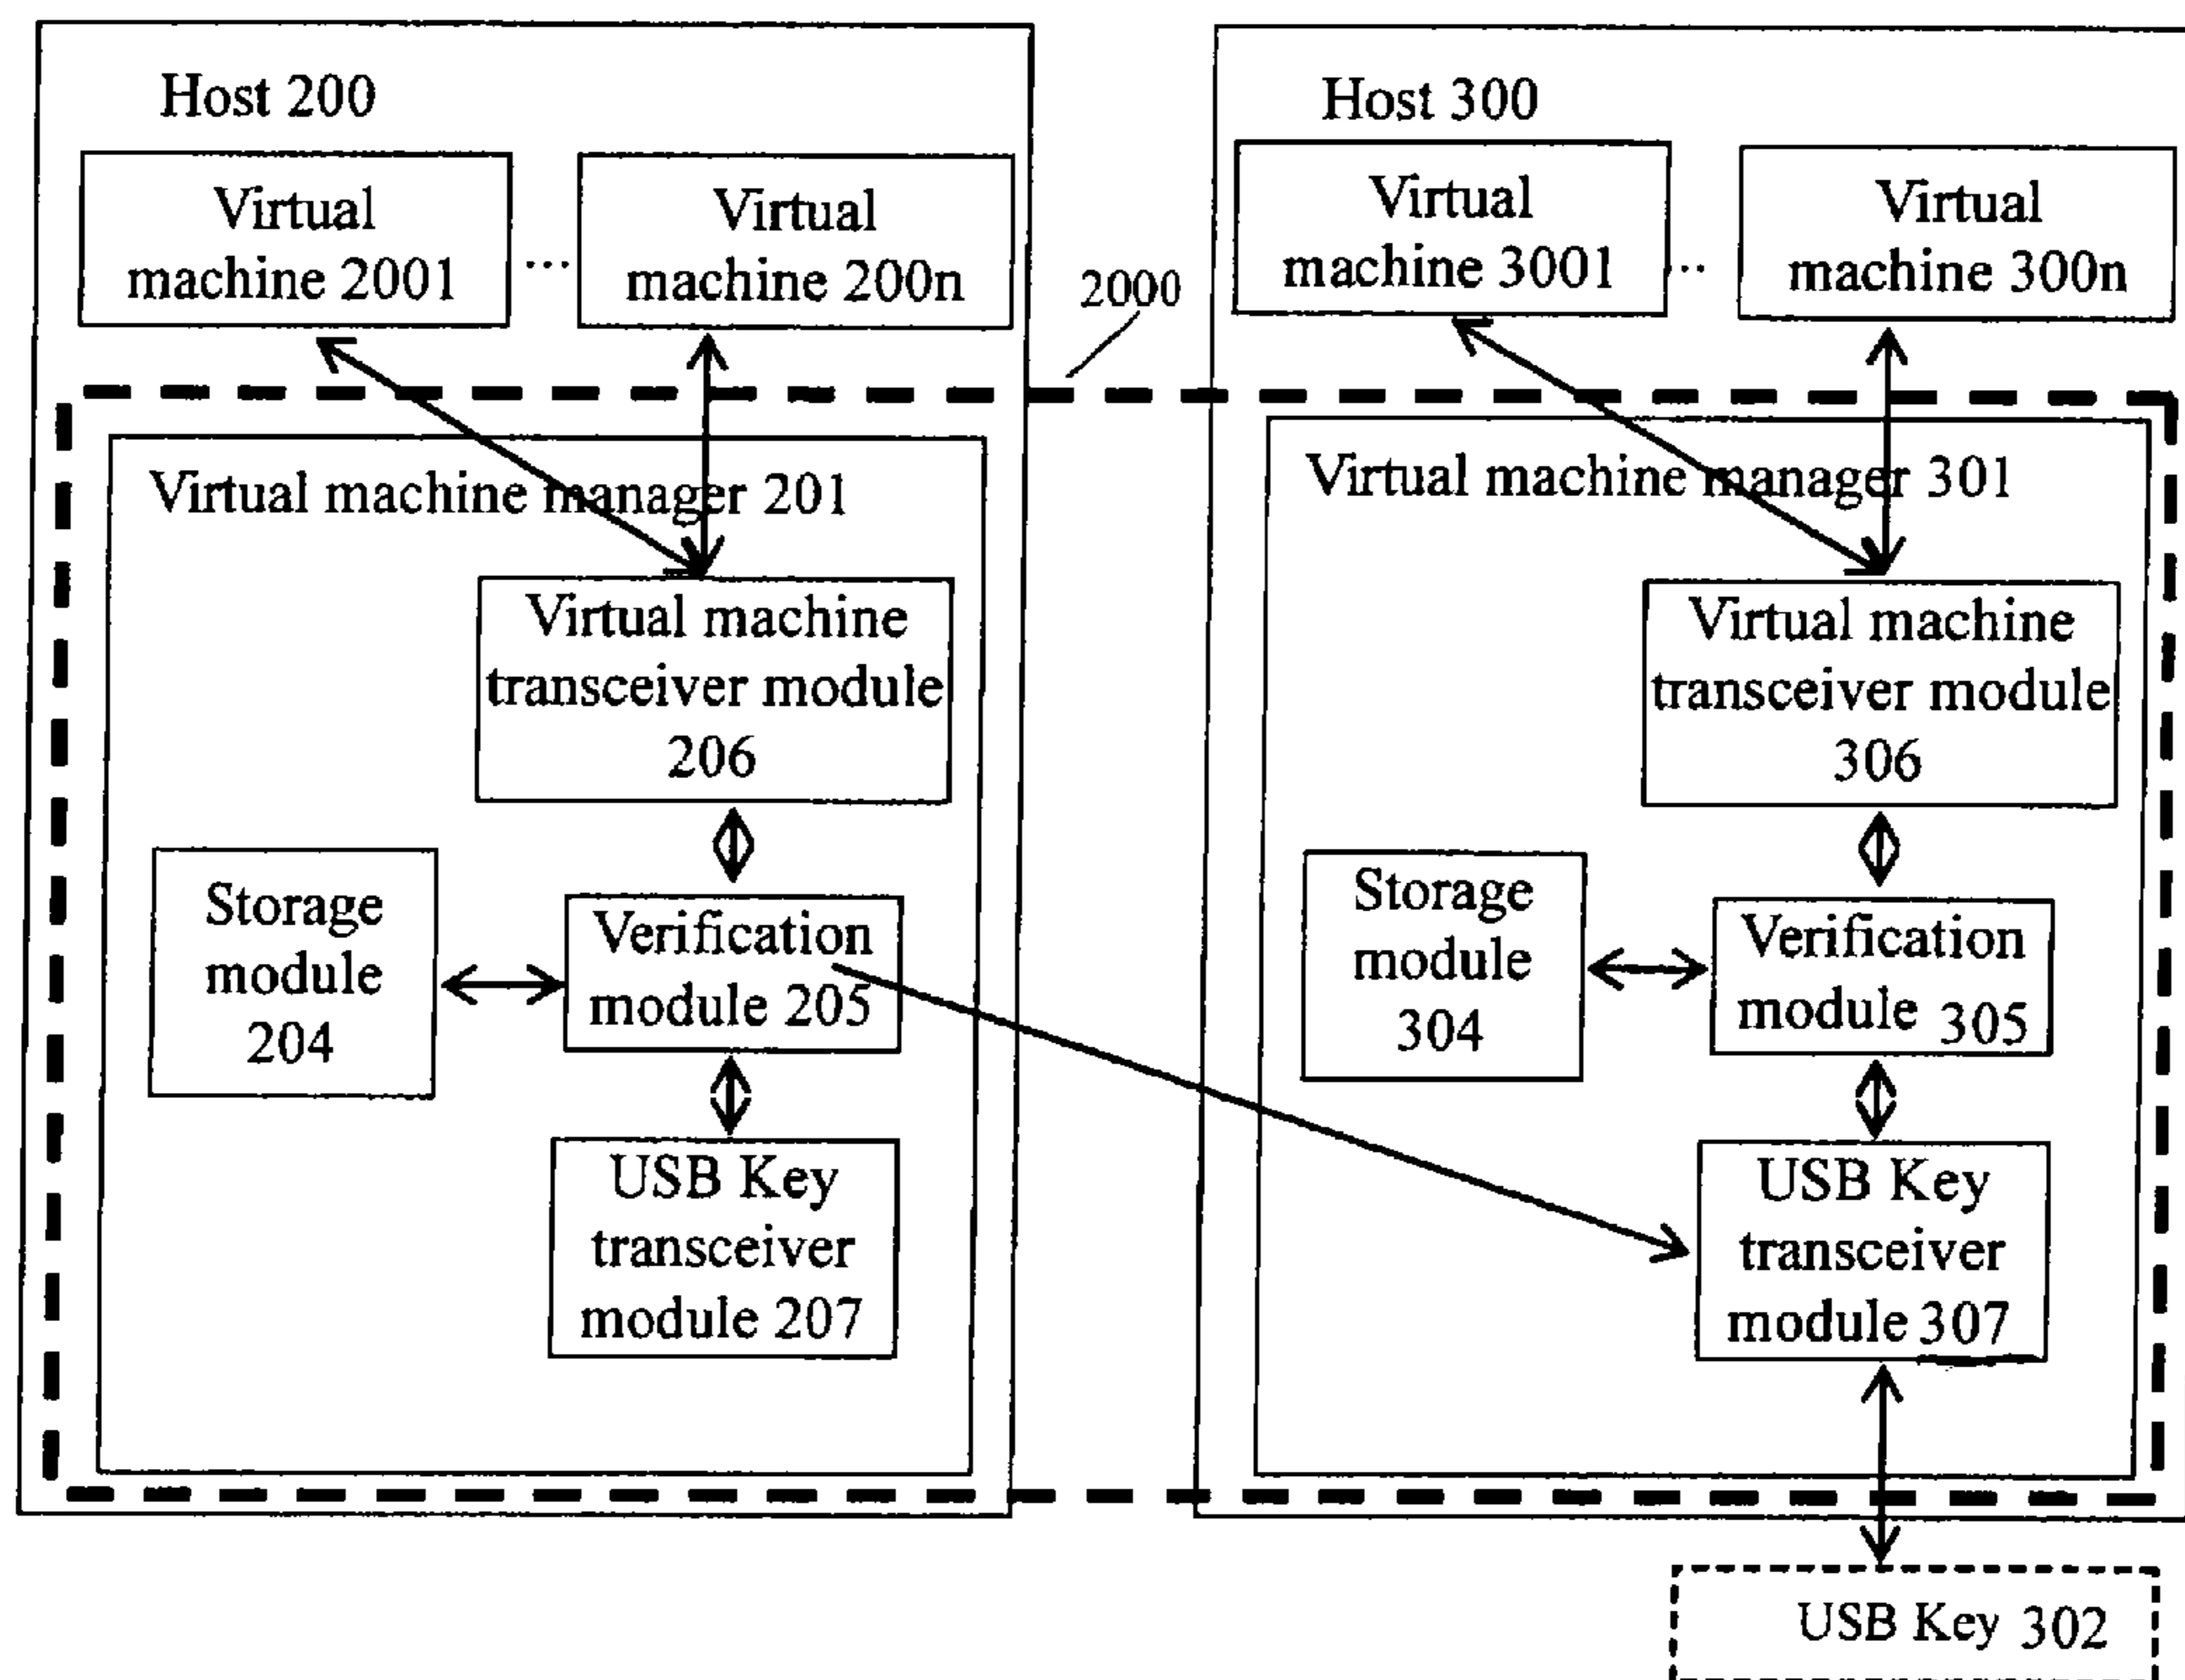 Host 200
Virtual
machine 2001
...
Virtual
machine 200n
2000
Virtual machine manager 201
Virtual machine
transceiver module
206
Storage
module
204
Verification
module 205
USB Key
transceiver
module 207
Host 300
Virtual
machine 3001
...
Virtual
machine 300n
Virtual machine manager 301
Virtual machine
transceiver module
306
Storage
module
304
Verification
module 305
USB Key
transceiver
module 307
USB Key 302